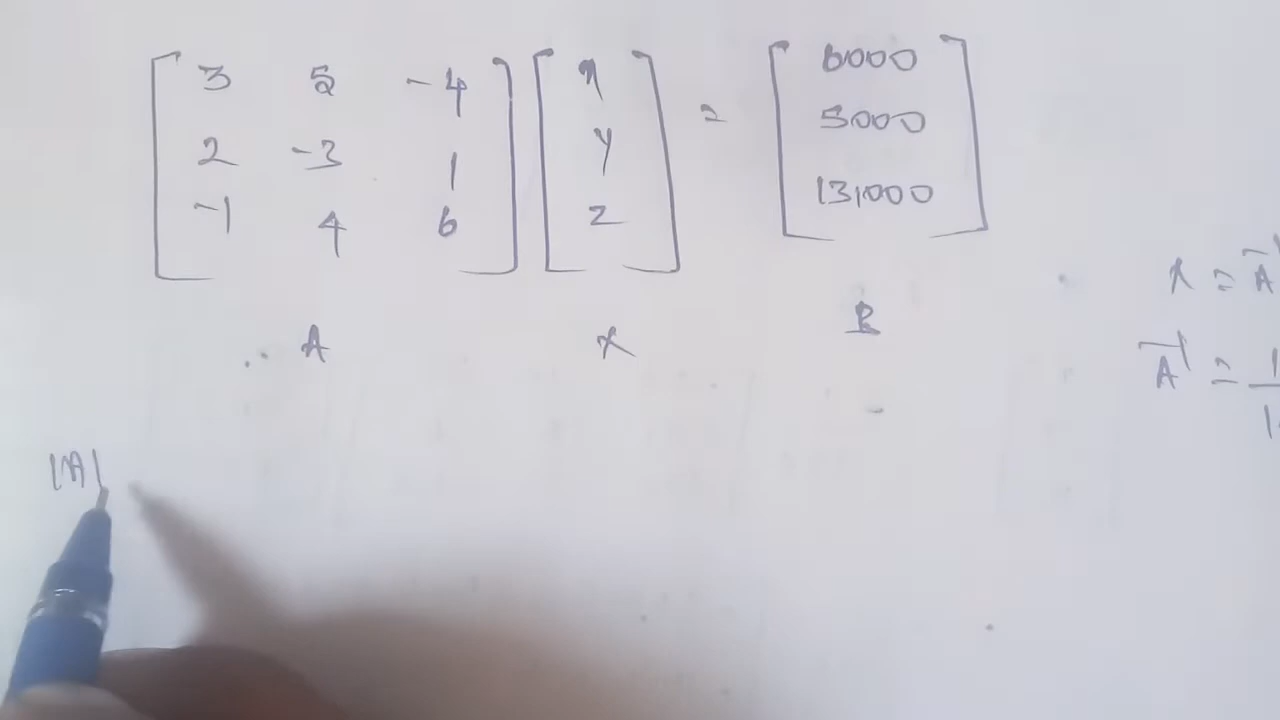 [ 3 5 -4 ] [ x ] = [ 6000 ]
[ 2 -3 1 ] [ y ] [ 5000 ]
[ -1 4 6 ] [ z ] [ 13,000 ]
A X B
X = A⁻¹
A⁻¹ = 1
|A|